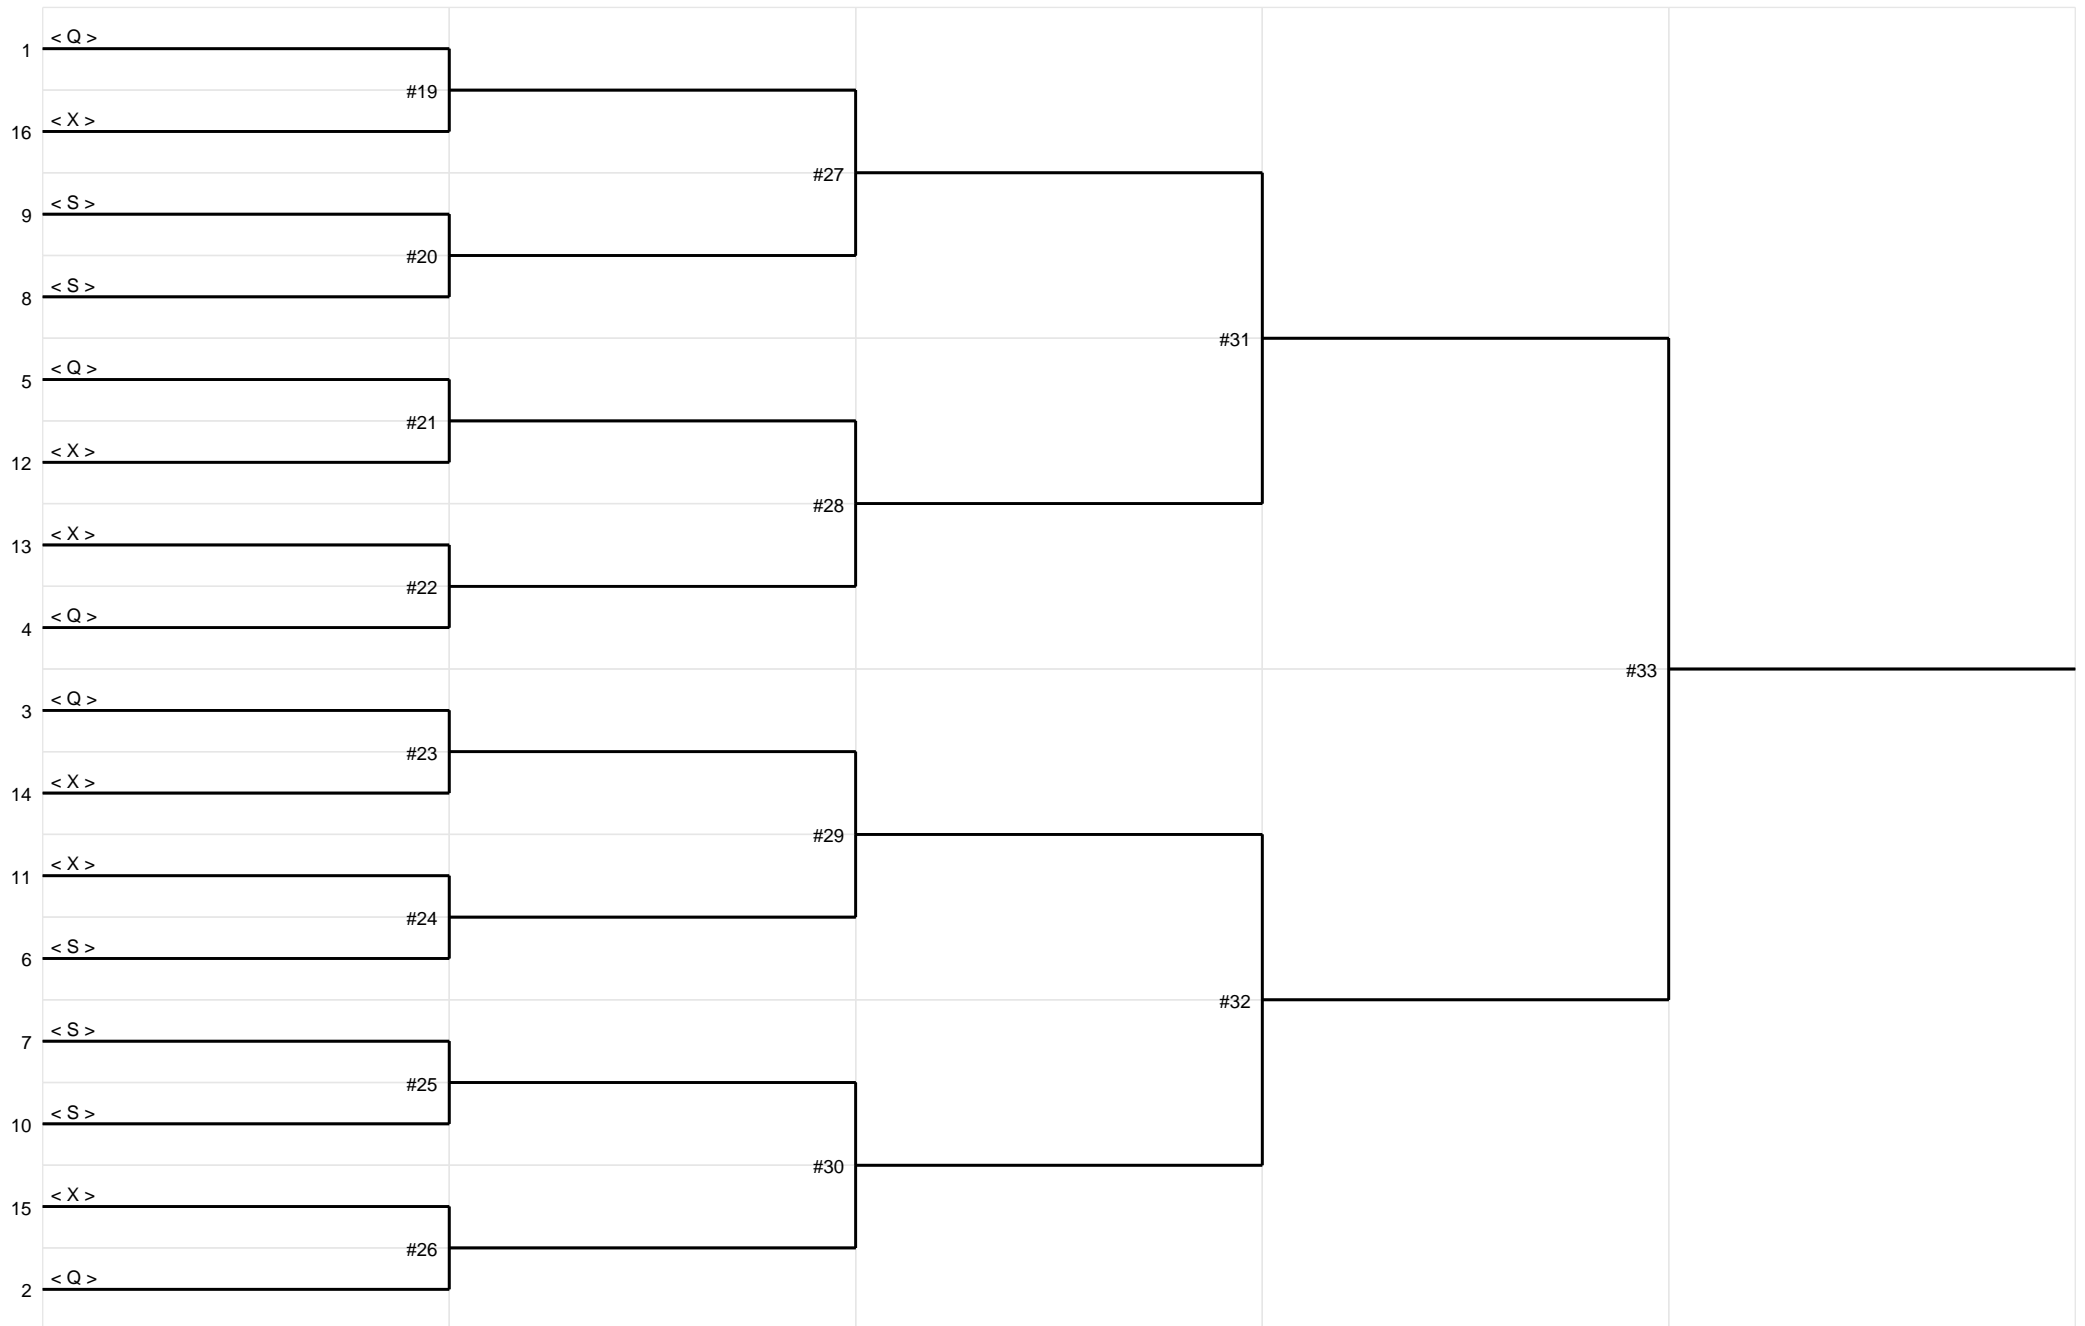 < Q >
1
#19
< X >
16
#27
< S >
9
#20
< S >
8
#31
< Q >
5
#21
< X >
12
#28
< X >
13
#22
< Q >
4
#33
< Q >
3
#23
< X >
14
#29
< X >
11
#24
< S >
6
#32
< S >
7
#25
< S >
10
#30
< X >
15
#26
< Q >
2